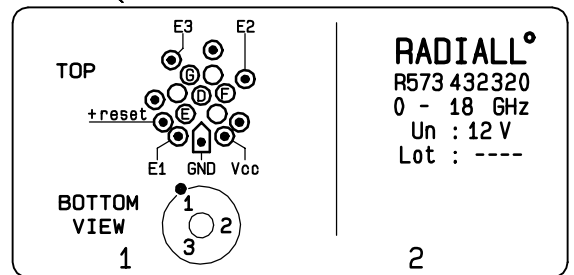 E3 E2
TOP
G
D F
E
+reset
E1 GND Vcc
BOTTOM
VIEW
1
2
3
1
RADIALL°
R573 432320
0 - 18 GHz
Un : 12 V
Lot : ----
2